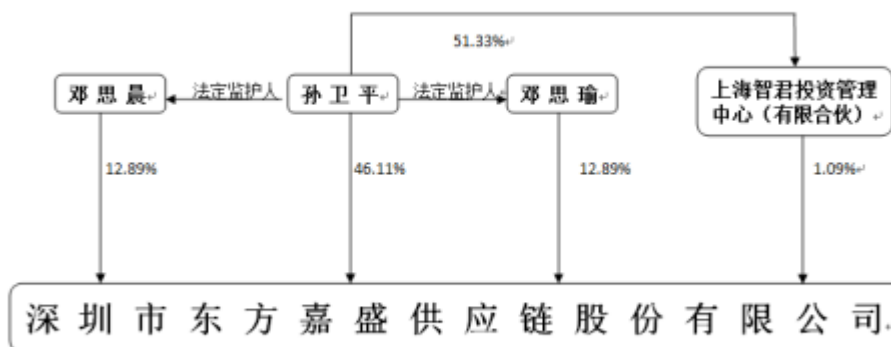 51.33%
邓思晨
法定监护人
孙卫平
法定监护人
邓思瑜
上海智君投资管理
中心（有限合伙）
12.89%
46.11%
12.89%
1.09%
深圳市东方嘉盛供应链股份有限公司